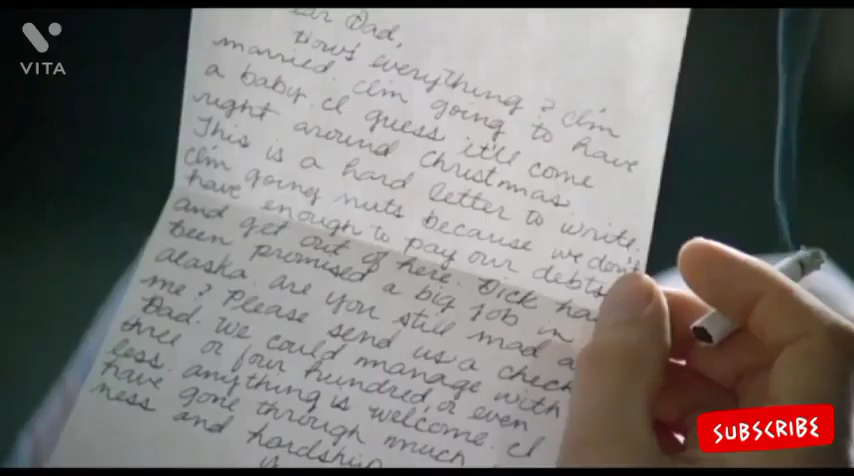 VITA
ear Dad,
How's everything? I'm
married. I'm going to have
a baby. I guess it'll come
right around Christmas
This is a hard letter to write.
I'm going nuts because we don't
have enough to pay our debts
and get out of here. Dick ha
been promised a big job in
alaska. are you still mad a
me? Please send us a check
Dad. We could manage with
three or four hundred, or even
less. anything is welcome. I
have gone through much
ness and hardship
SUBSCRIBE